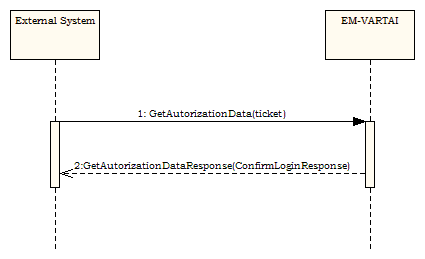 External System
EM-VARTAI
1: GetAutorizationData(ticket)
2:GetAutorizationDataResponse(ConfirmLoginResponse)